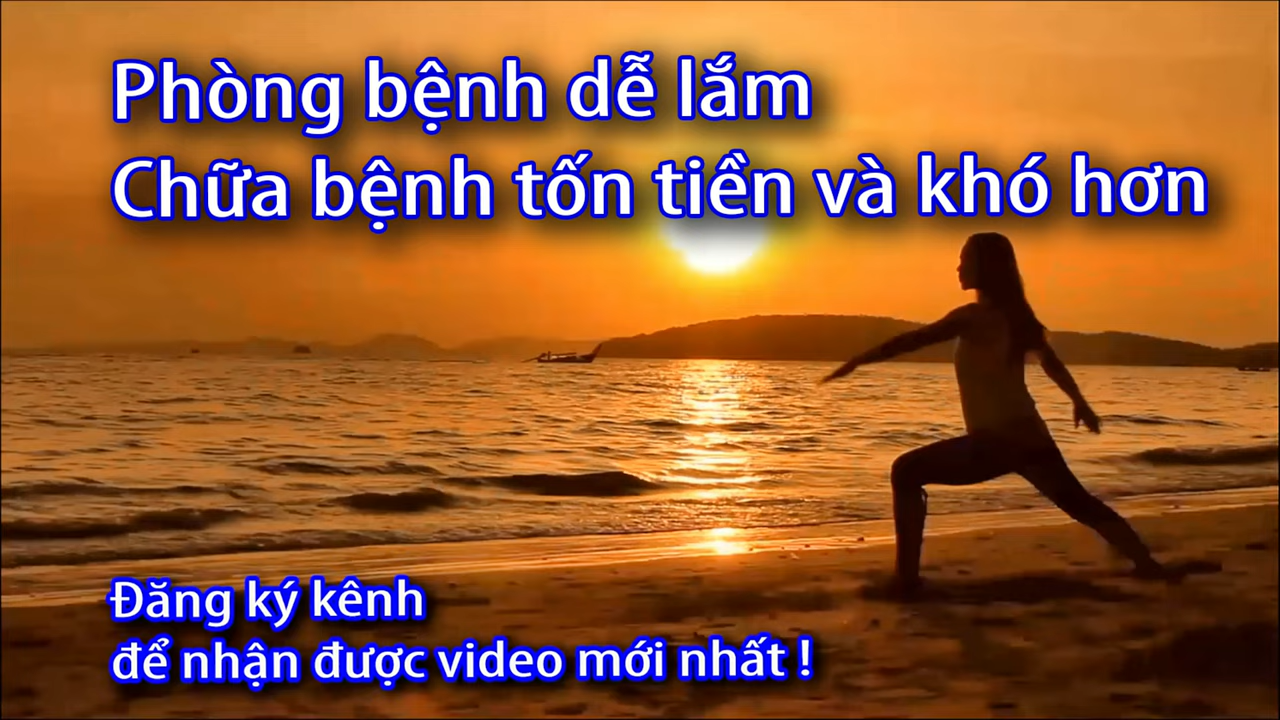 Phòng bệnh dễ lắm
Chữa bệnh tốn tiền và khó hơn
Đăng ký kênh
để nhận được video mới nhất !